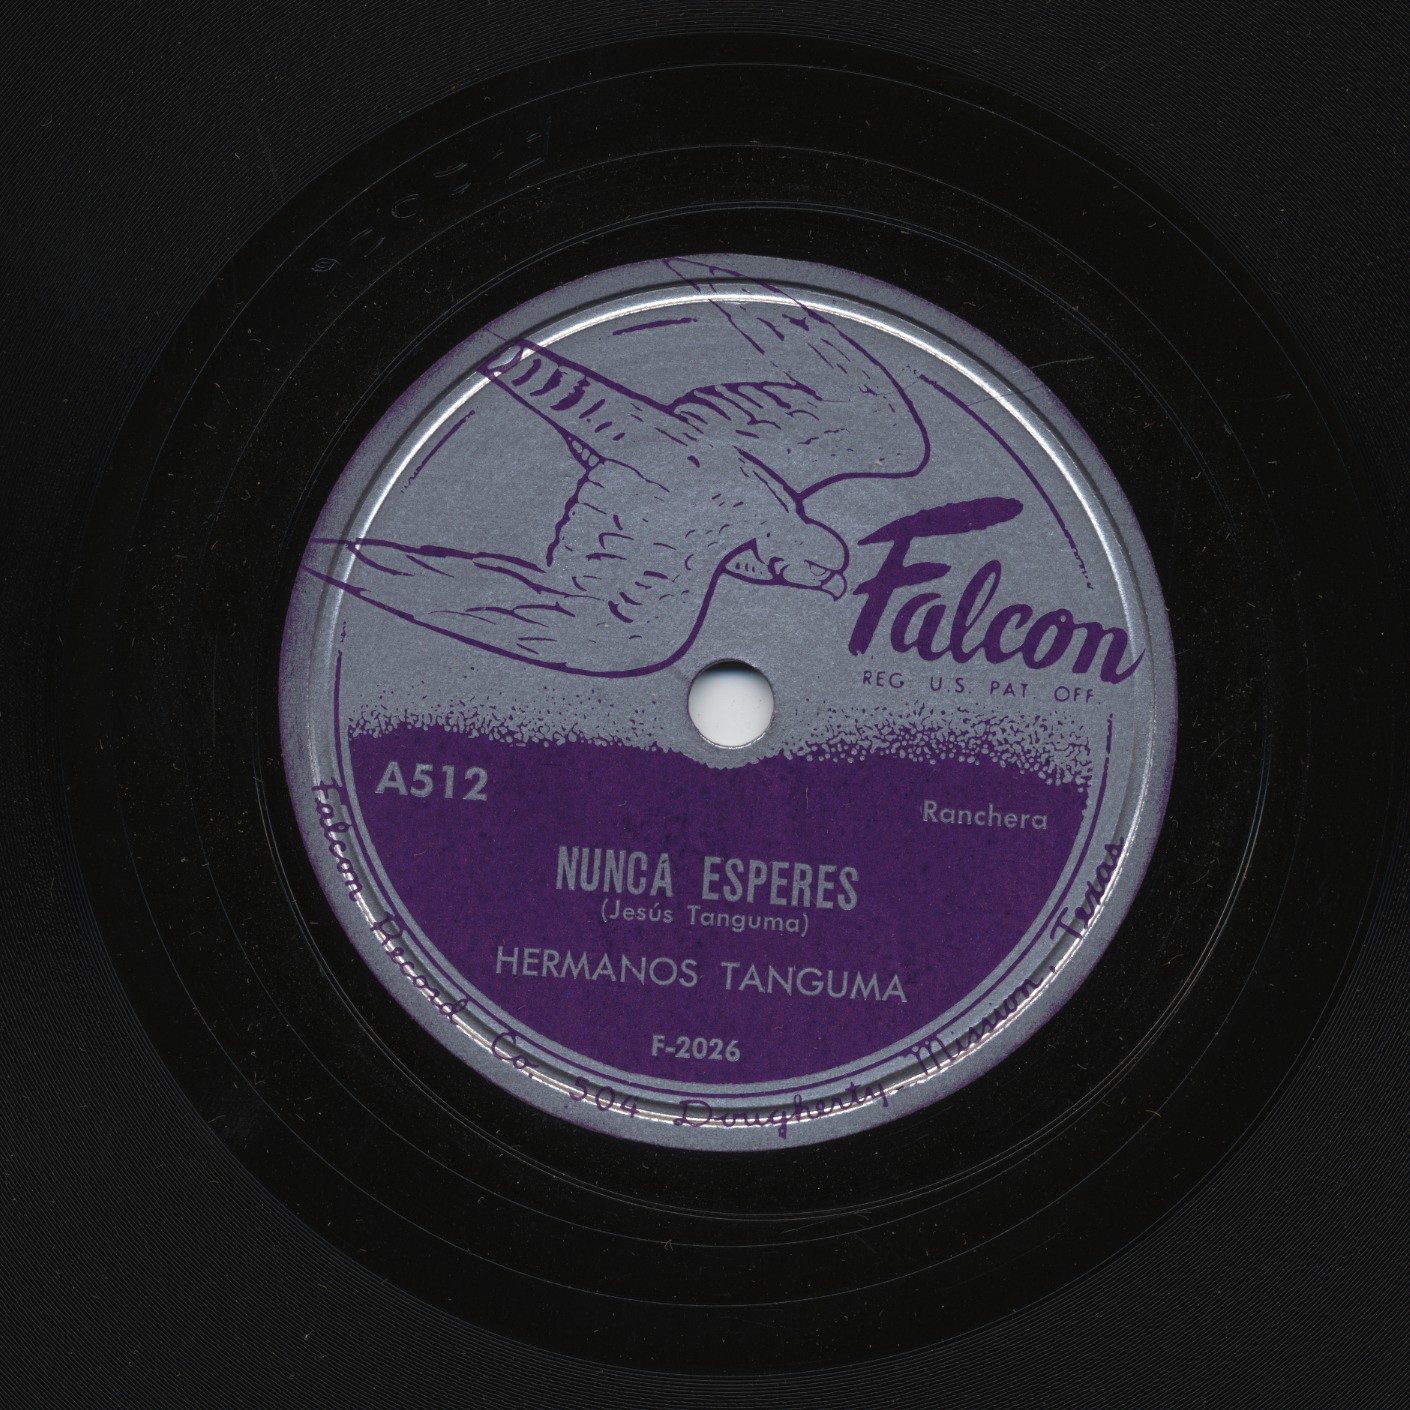 Falcon
REG. U.S. PAT. OFF.
A512
Ranchera
NUNCA ESPERES
(Jesús Tanguma)
HERMANOS TANGUMA
F-2026
Falcon Record Co. 504 Dougherty - Mission, Texas